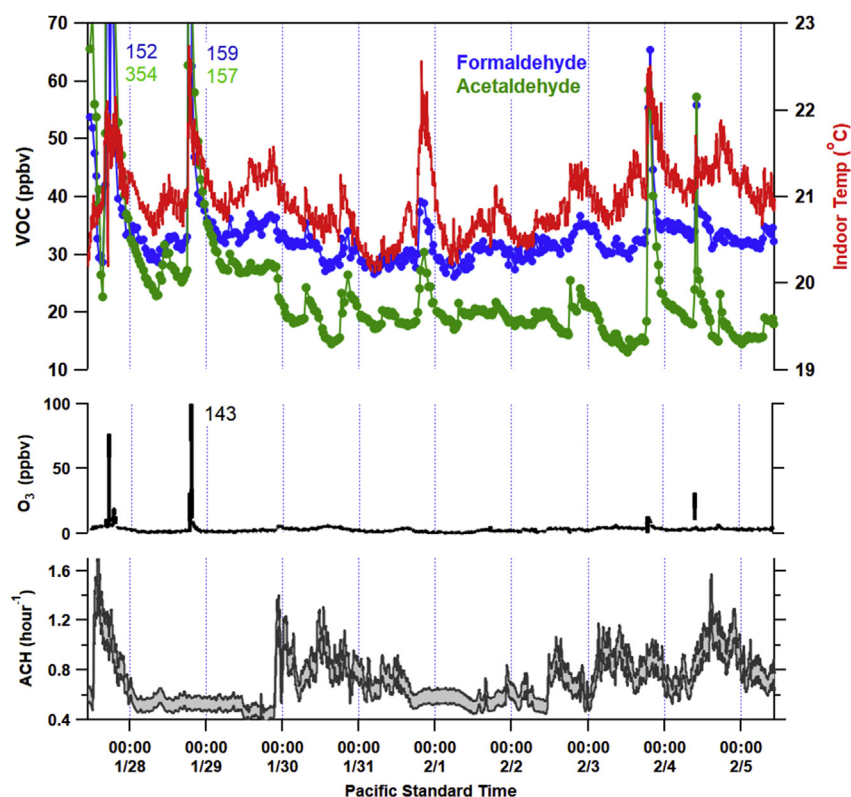 70
60
50
40
30
20
10
VOC (ppbv)
152
354
159
157
Formaldehyde
Acetaldehyde
23
22
21
20
19
Indoor Temp (°C)
100
50
0
O3 (ppbv)
143
1.6
1.2
0.8
0.4
ACH (hour-1)
00:00 00:00 00:00 00:00 00:00 00:00 00:00 00:00 00:00
1/28 1/29 1/30 1/31 2/1 2/2 2/3 2/4 2/5
Pacific Standard Time